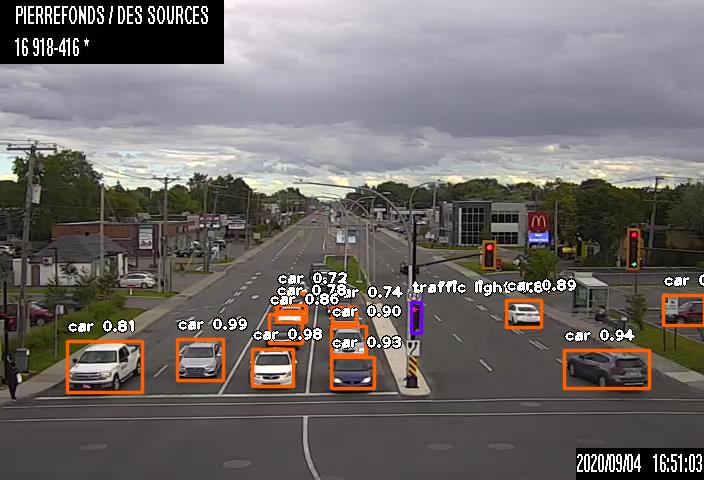 PIERREFONDS / DES SOURCES
16 918-416 *
car 0.72
car 0.78
car 0.86
car 0.74
traffic light
car 0.89
car 0.90
car 0.81
car 0.99
car 0.98
car 0.93
car 0.94
2020/09/04 16:51:03